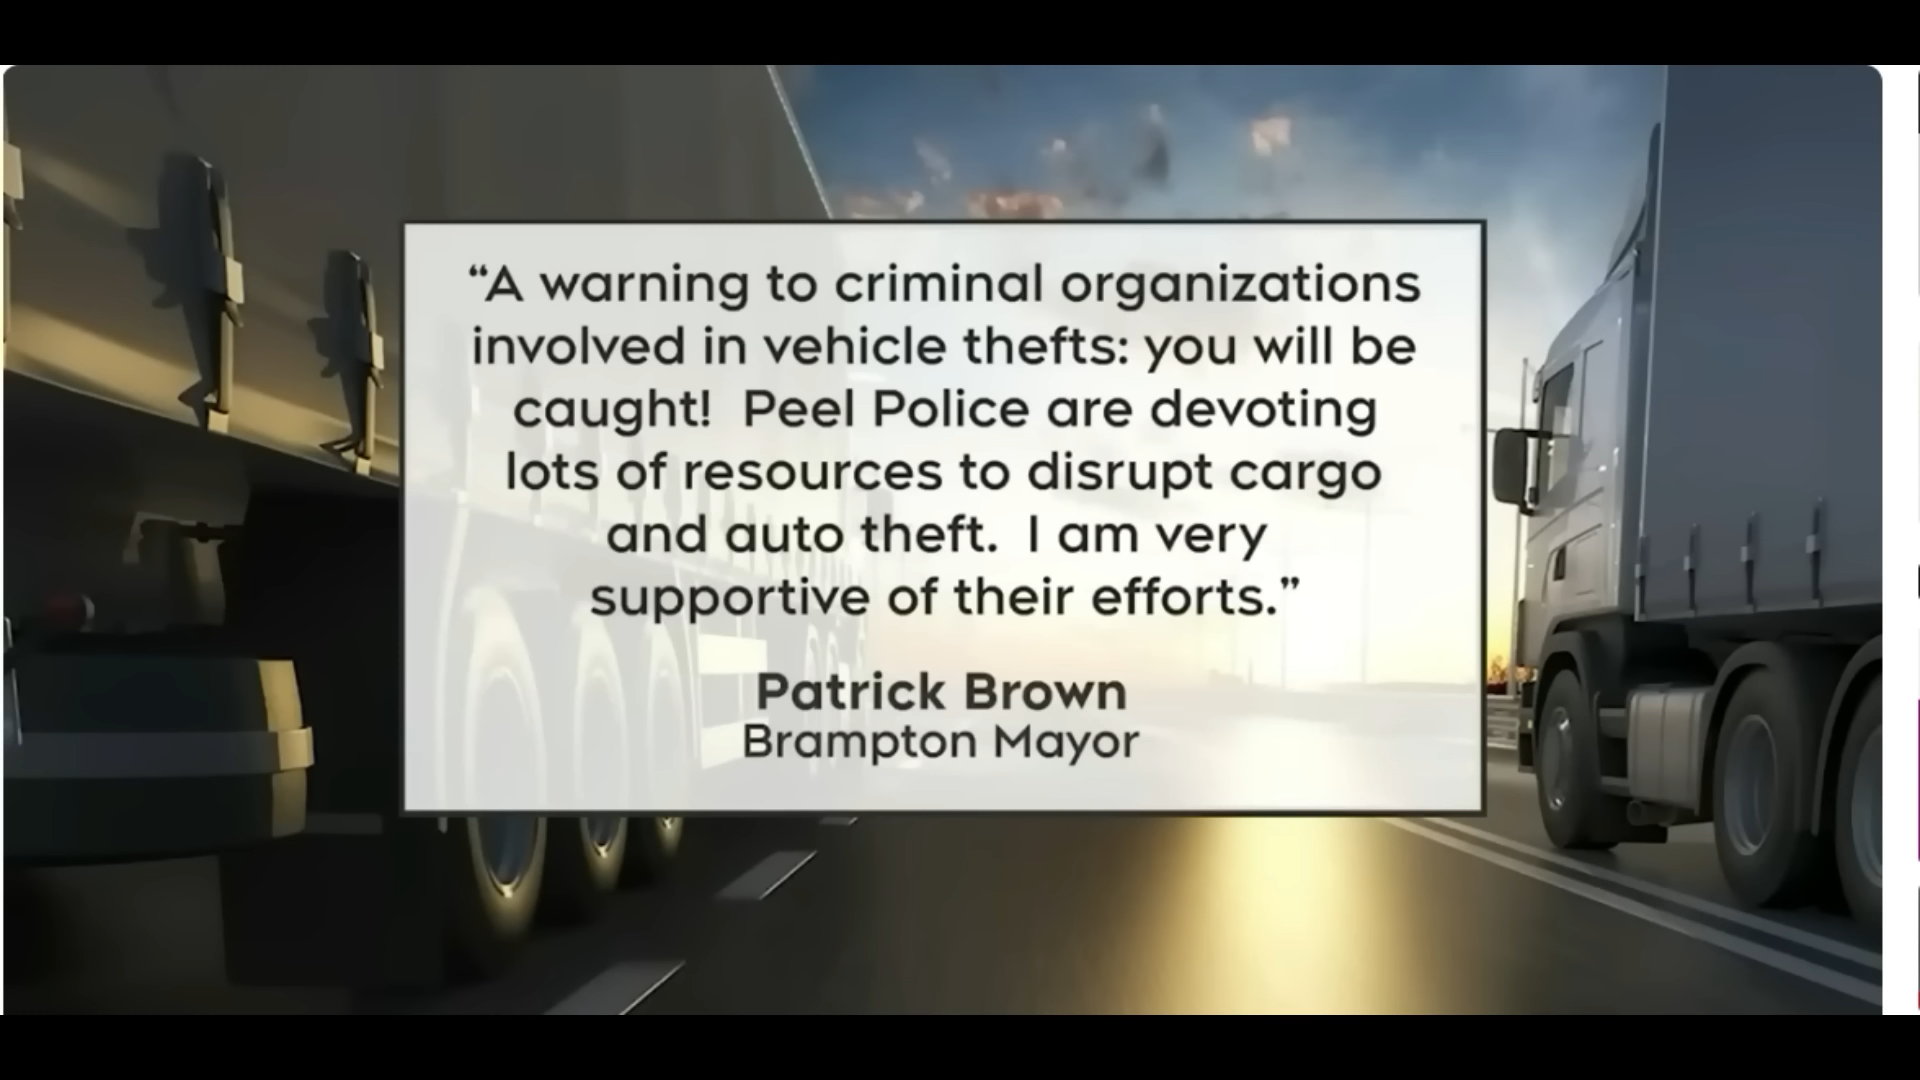 “A warning to criminal organizations
involved in vehicle thefts: you will be
caught!  Peel Police are devoting
lots of resources to disrupt cargo
and auto theft.  I am very
supportive of their efforts.”
Patrick Brown
Brampton Mayor